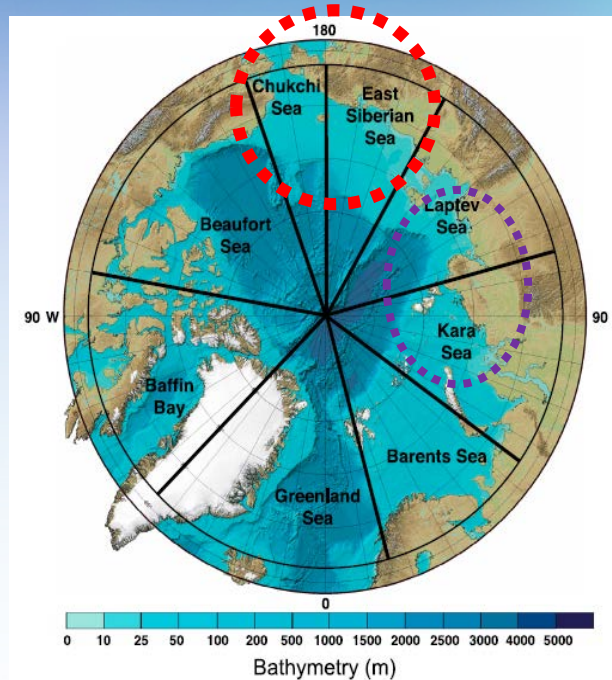 180
Chukchi
Sea
East
Siberian
Sea
Laptev
Sea
Beaufort
Sea
90 W
90
Kara
Sea
Baffin
Bay
Barents Sea
Greenland
Sea
0
0 10 25 50 100 200 500 1000 1500 2000 2500 3000 4000 5000
Bathymetry (m)